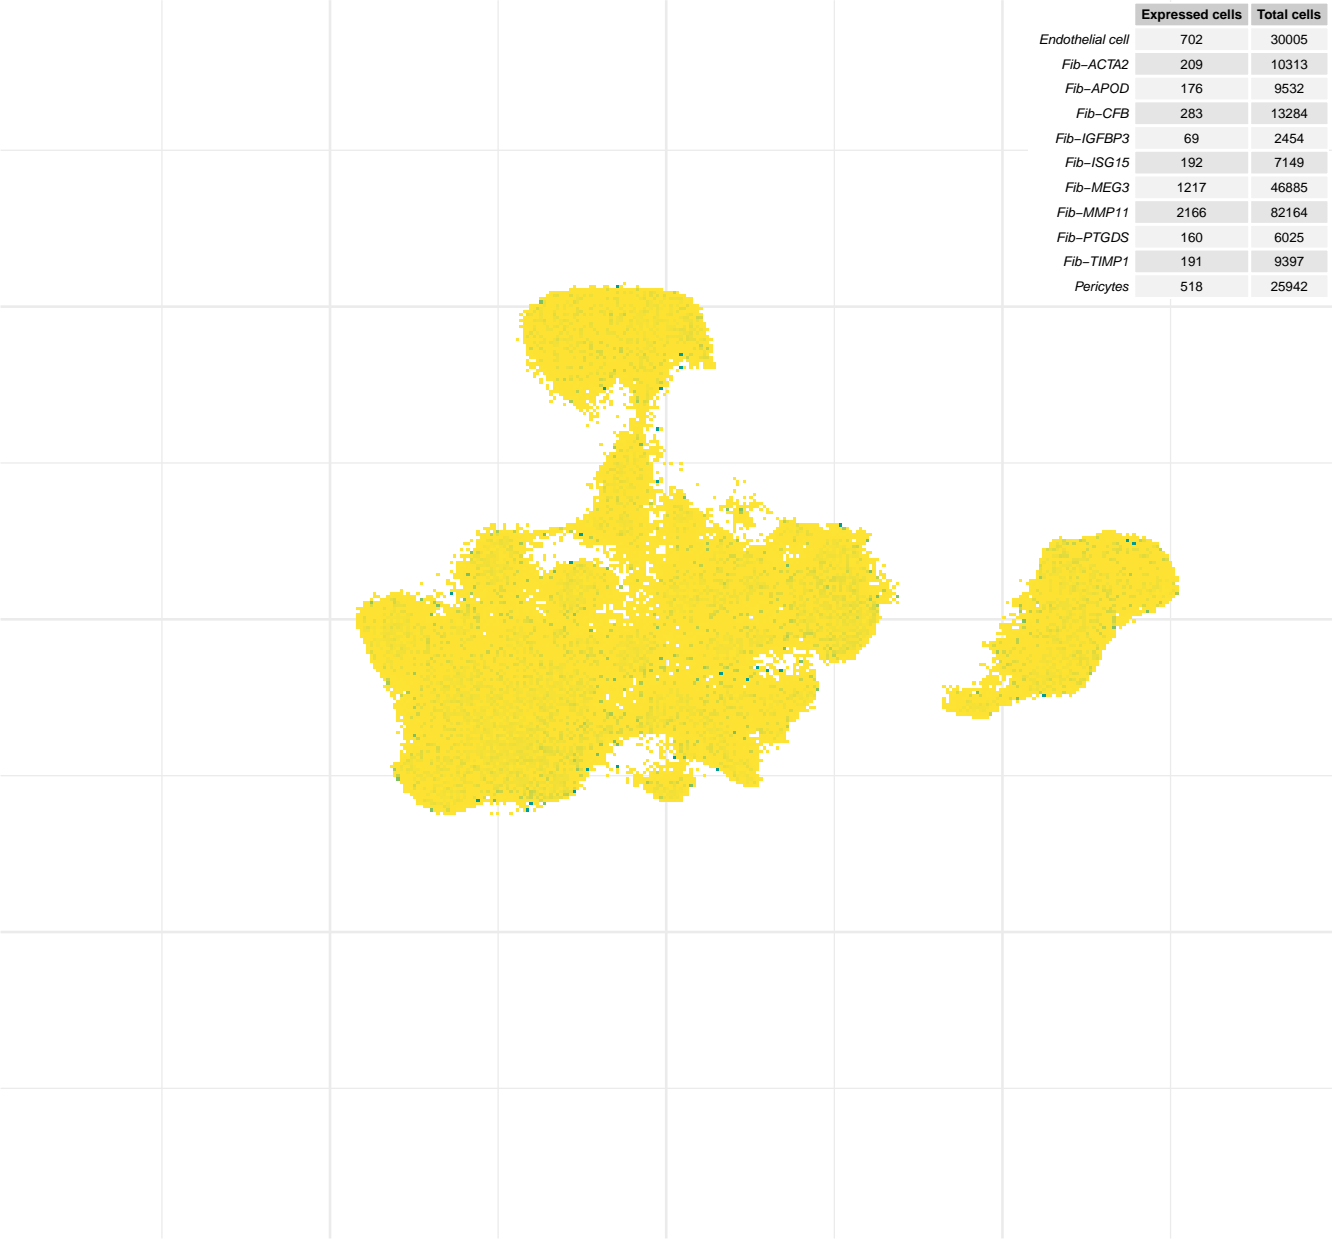 Expressed cells Total cells
Endothelial cell 702 30005
Fib−ACTA2 209 10313
Fib−APOD 176 9532
Fib−CFB 283 13284
Fib−IGFBP3 69 2454
Fib−ISG15 192 7149
Fib−MEG3 1217 46885
Fib−MMP11 2166 82164
Fib−PTGDS 160 6025
Fib−TIMP1 191 9397
Pericytes 518 25942